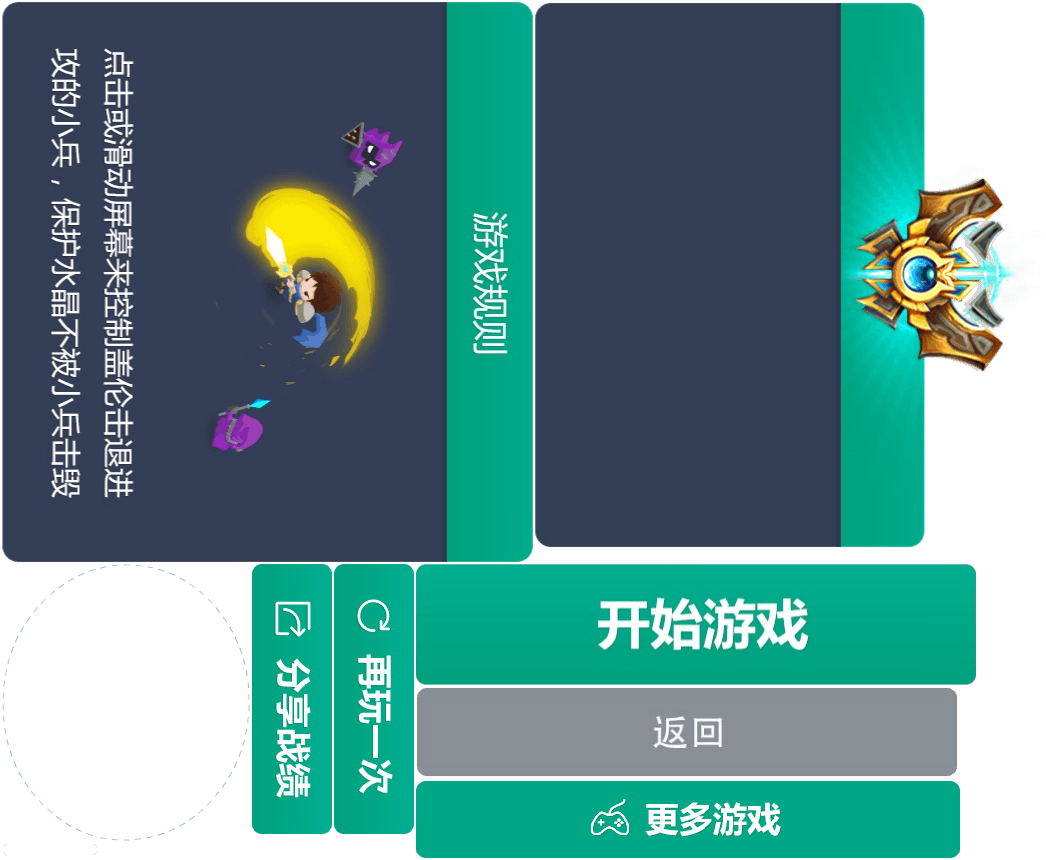 游戏规则
点击或滑动屏幕来控制盖伦击退进
攻的小兵，保护水晶不被小兵击毁
开始游戏
返回
更多游戏
再玩一次
分享战绩